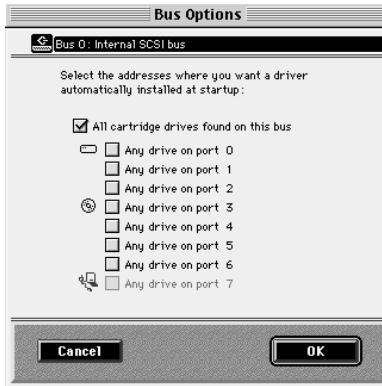 Bus Options
Bus 0 : Internal SCSI bus
Select the addresses where you want a driver
automatically installed at startup:
All cartridge drives found on this bus
Any drive on port 0
Any drive on port 1
Any drive on port 2
Any drive on port 3
Any drive on port 4
Any drive on port 5
Any drive on port 6
Any drive on port 7
Cancel
OK